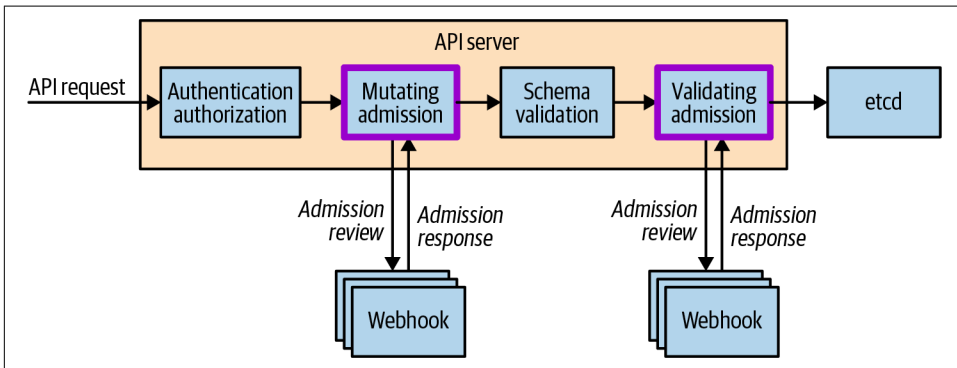 API server
API request
Authentication
authorization
Mutating
admission
Schema
validation
Validating
admission
etcd
Admission
review
Admission
response
Admission
review
Admission
response
Webhook
Webhook